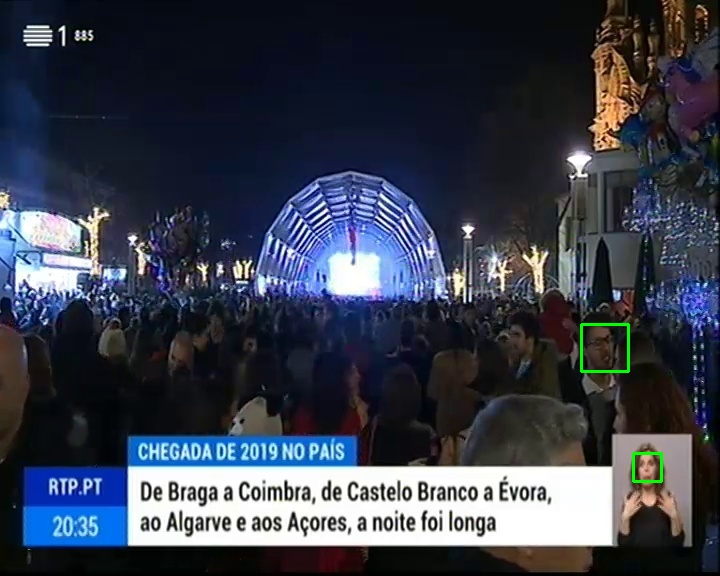 1 885
CHEGADA DE 2019 NO PAÍS
RTP.PT
De Braga a Coimbra, de Castelo Branco a Évora,
20:35
ao Algarve e aos Açores, a noite foi longa